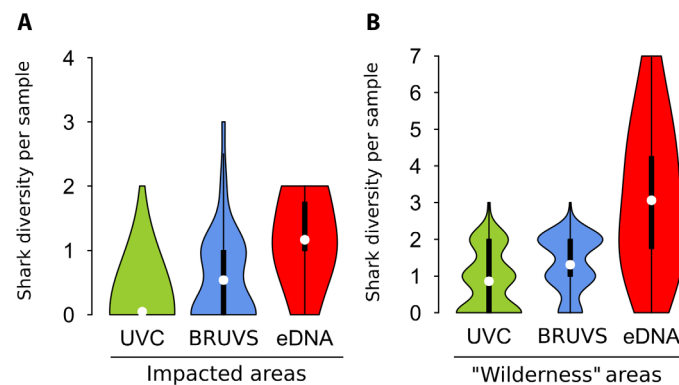 A
Shark diversity per sample
4
3
2
1
0
UVC BRUVS eDNA
Impacted areas
B
Shark diversity per sample
7
6
5
4
3
2
1
0
UVC BRUVS eDNA
"Wilderness" areas